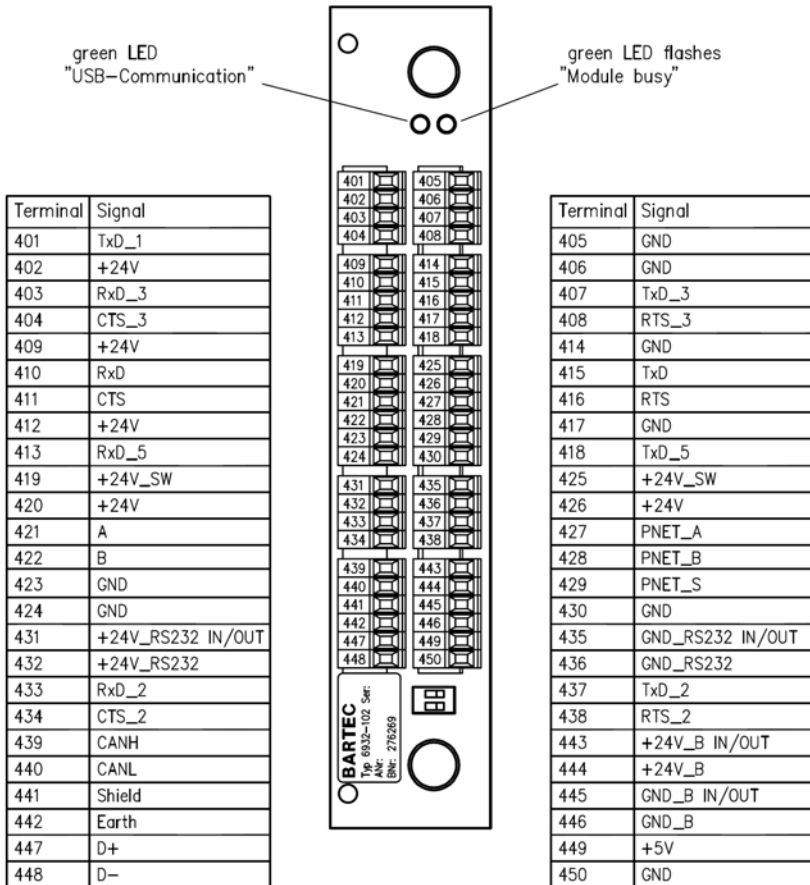 green LED
"USB–Communication"
green LED flashes
"Module busy"
Terminal Signal
401 TxD_1
402 +24V
403 RxD_3
404 CTS_3
409 +24V
410 RxD
411 CTS
412 +24V
413 RxD_5
419 +24V_SW
420 +24V
421 A
422 B
423 GND
424 GND
431 +24V_RS232 IN/OUT
432 +24V_RS232
433 RxD_2
434 CTS_2
439 CANH
440 CANL
441 Shield
442 Earth
447 D+
448 D–
401 405
402 406
403 407
404 408
409 414
410 415
411 416
412 417
413 418
419 425
420 426
421 427
422 428
423 429
424 430
431 435
432 436
433 437
434 438
439 443
440 444
441 445
442 446
447 449
448 450
BARTEC
Typ 6932–102 Ser:
ANr:
BNr: 276269
Terminal Signal
405 GND
406 GND
407 TxD_3
408 RTS_3
414 GND
415 TxD
416 RTS
417 GND
418 TxD_5
425 +24V_SW
426 +24V
427 PNET_A
428 PNET_B
429 PNET_S
430 GND
435 GND_RS232 IN/OUT
436 GND_RS232
437 TxD_2
438 RTS_2
443 +24V_B IN/OUT
444 +24V_B
445 GND_B IN/OUT
446 GND_B
449 +5V
450 GND